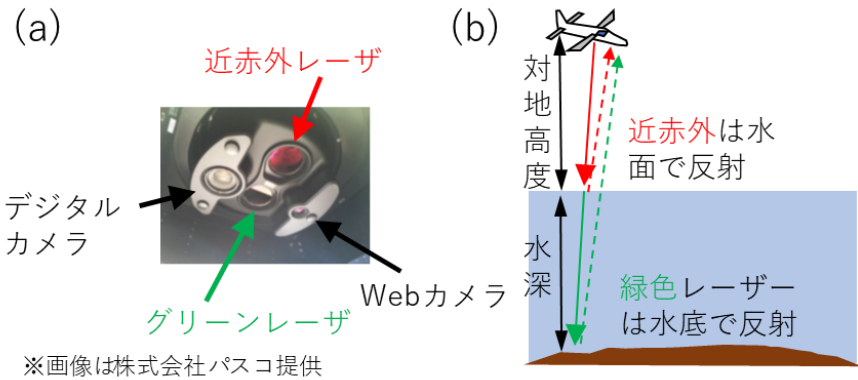 (a)
近赤外レーザ
デジタル
カメラ
Webカメラ
グリーンレーザ
※画像は株式会社パスコ提供
(b)
対地高度
近赤外は水
面で反射
水深
緑色レーザー
は水底で反射